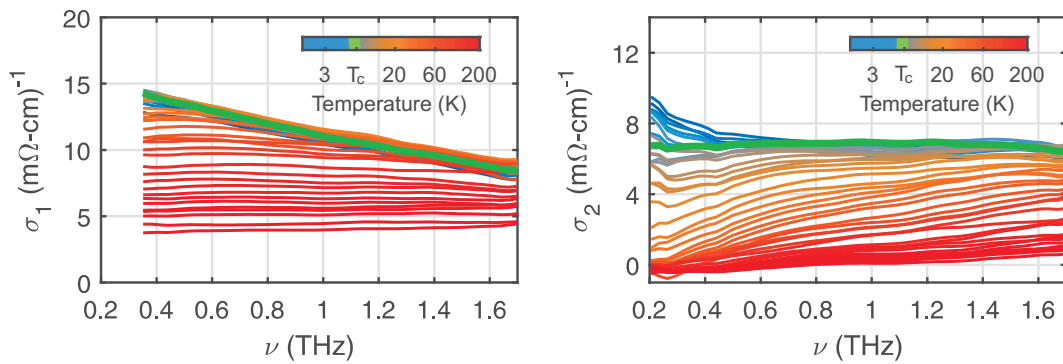 20
15
10
5
0
σ₁ (mΩ-cm)⁻¹
3 T꜀ 20 60 200
Temperature (K)
0.2 0.4 0.6 0.8 1 1.2 1.4 1.6
ν (THz)
12
8
4
0
σ₂ (mΩ-cm)⁻¹
3 T꜀ 20 60 200
Temperature (K)
0.2 0.4 0.6 0.8 1 1.2 1.4 1.6
ν (THz)